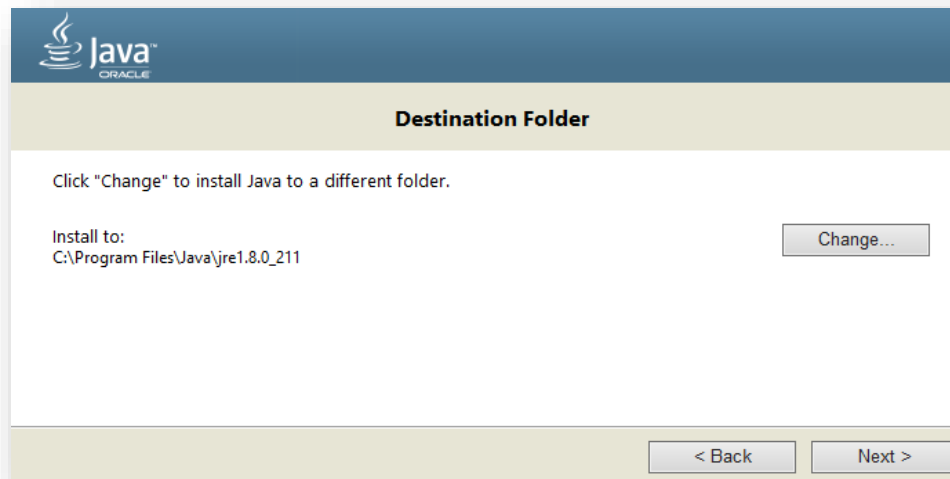 Java™
ORACLE
Destination Folder
Click "Change" to install Java to a different folder.
Install to:
Change...
C:\Program Files\Java\jre1.8.0_211
< Back
Next >